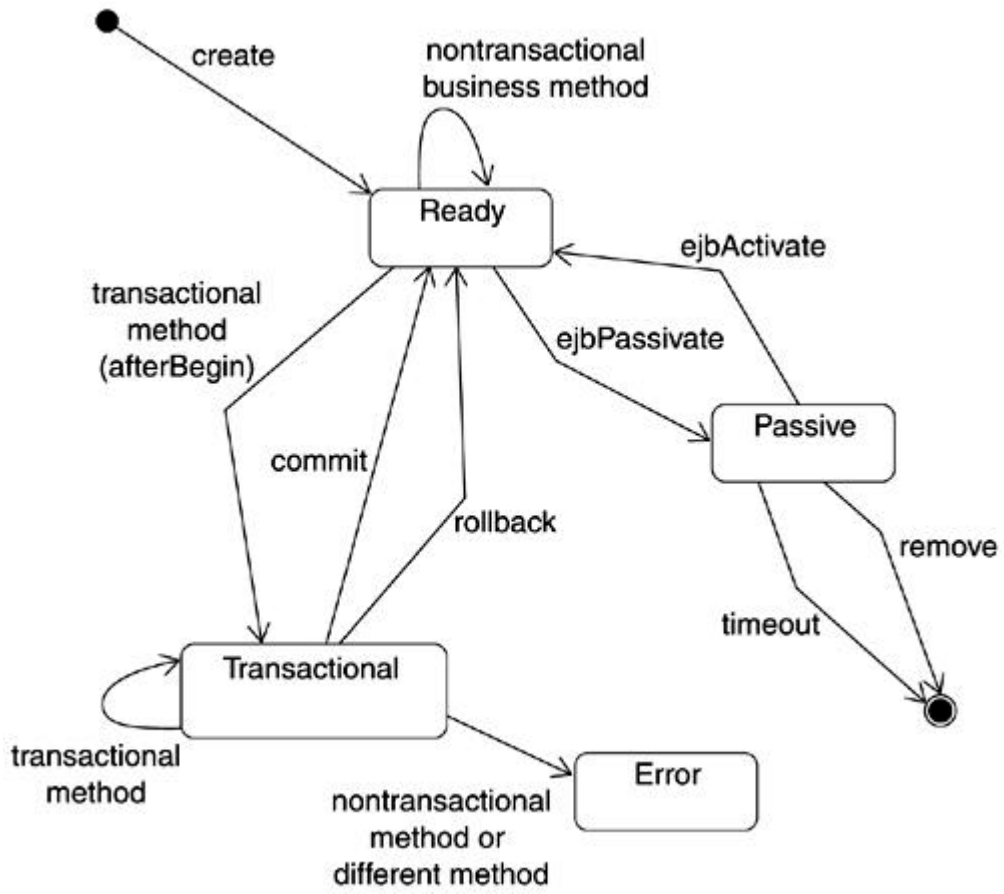 create
nontransactional
business method
Ready
ejbActivate
transactional
method
(afterBegin)
ejbPassivate
Passive
commit
rollback
remove
timeout
Transactional
transactional
method
Error
nontransactional
method or
different method